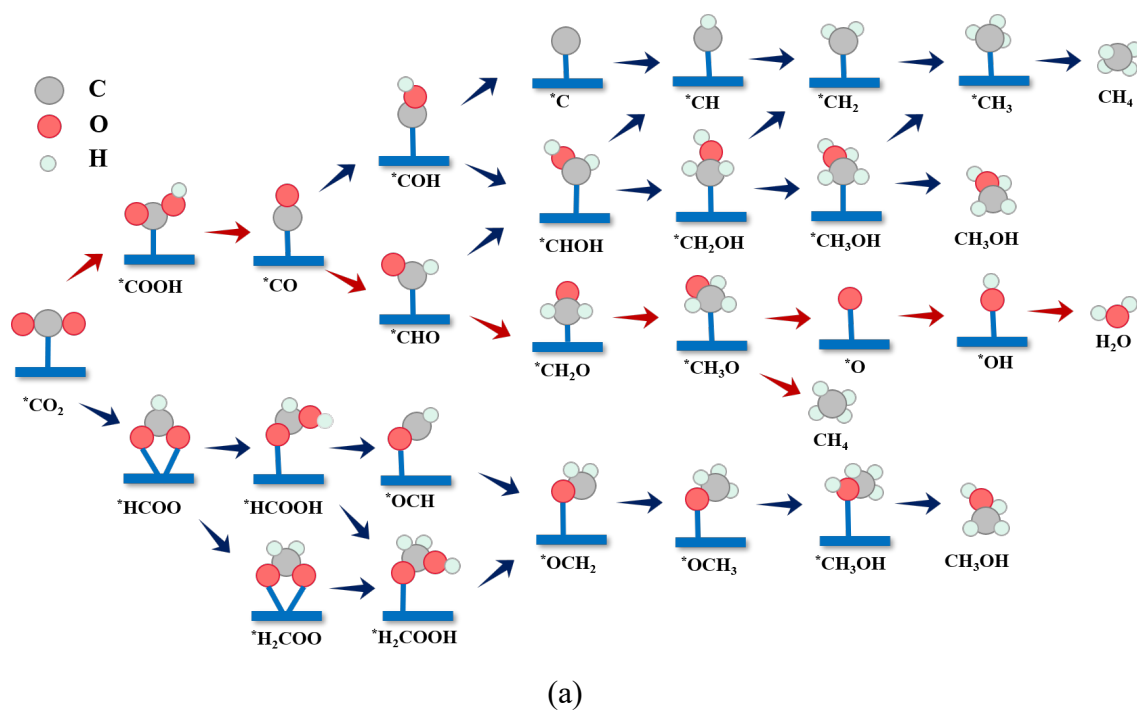 C
O
H
*C
*CH
*CH₂
*CH₃
CH₄
*COH
*COOH
*CO
*CHOH
*CH₂OH
*CH₃OH
CH₃OH
*CHO
*CO₂
*CH₂O
*CH₃O
*O
*OH
H₂O
CH₄
*HCOO
*HCOOH
*OCH
*OCH₂
*OCH₃
*CH₃OH
CH₃OH
*H₂COO
*H₂COOH
(a)